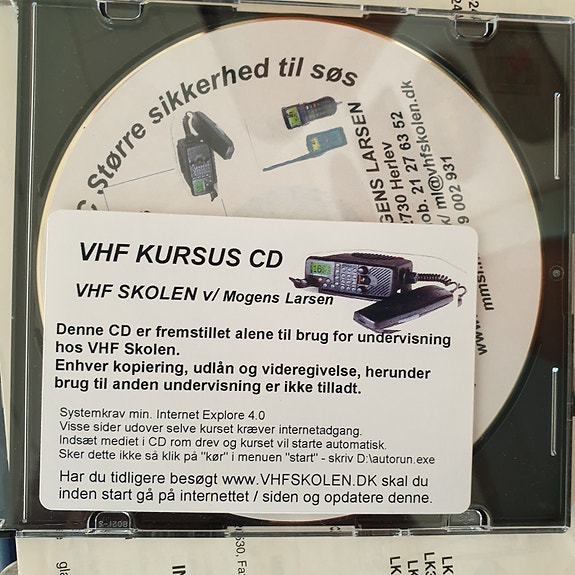 Større sikkerhed til søs
GENS LARSEN
2730 Herlev
ob. 21 27 63 52
k/ ml@vhfskolen.dk
9 002 931
VHF KURSUS CD
VHF SKOLEN v/ Mogens Larsen
Denne CD er fremstillet alene til brug for undervisning
hos VHF Skolen.
Enhver kopiering, udlån og videregivelse, herunder
brug til anden undervisning er ikke tilladt.
Systemkrav min. Internet Explore 4.0
Visse sider udover selve kurset kræver internetadgang.
Indsæt mediet i CD rom drev og kurset vil starte automatisk.
Sker dette ikke så klik på "kør" i menuen "start" - skriv D:\autorun.exe
Har du tidligere besøgt www.VHFSKOLEN.DK skal du
inden start gå på internettet / siden og opdatere denne.